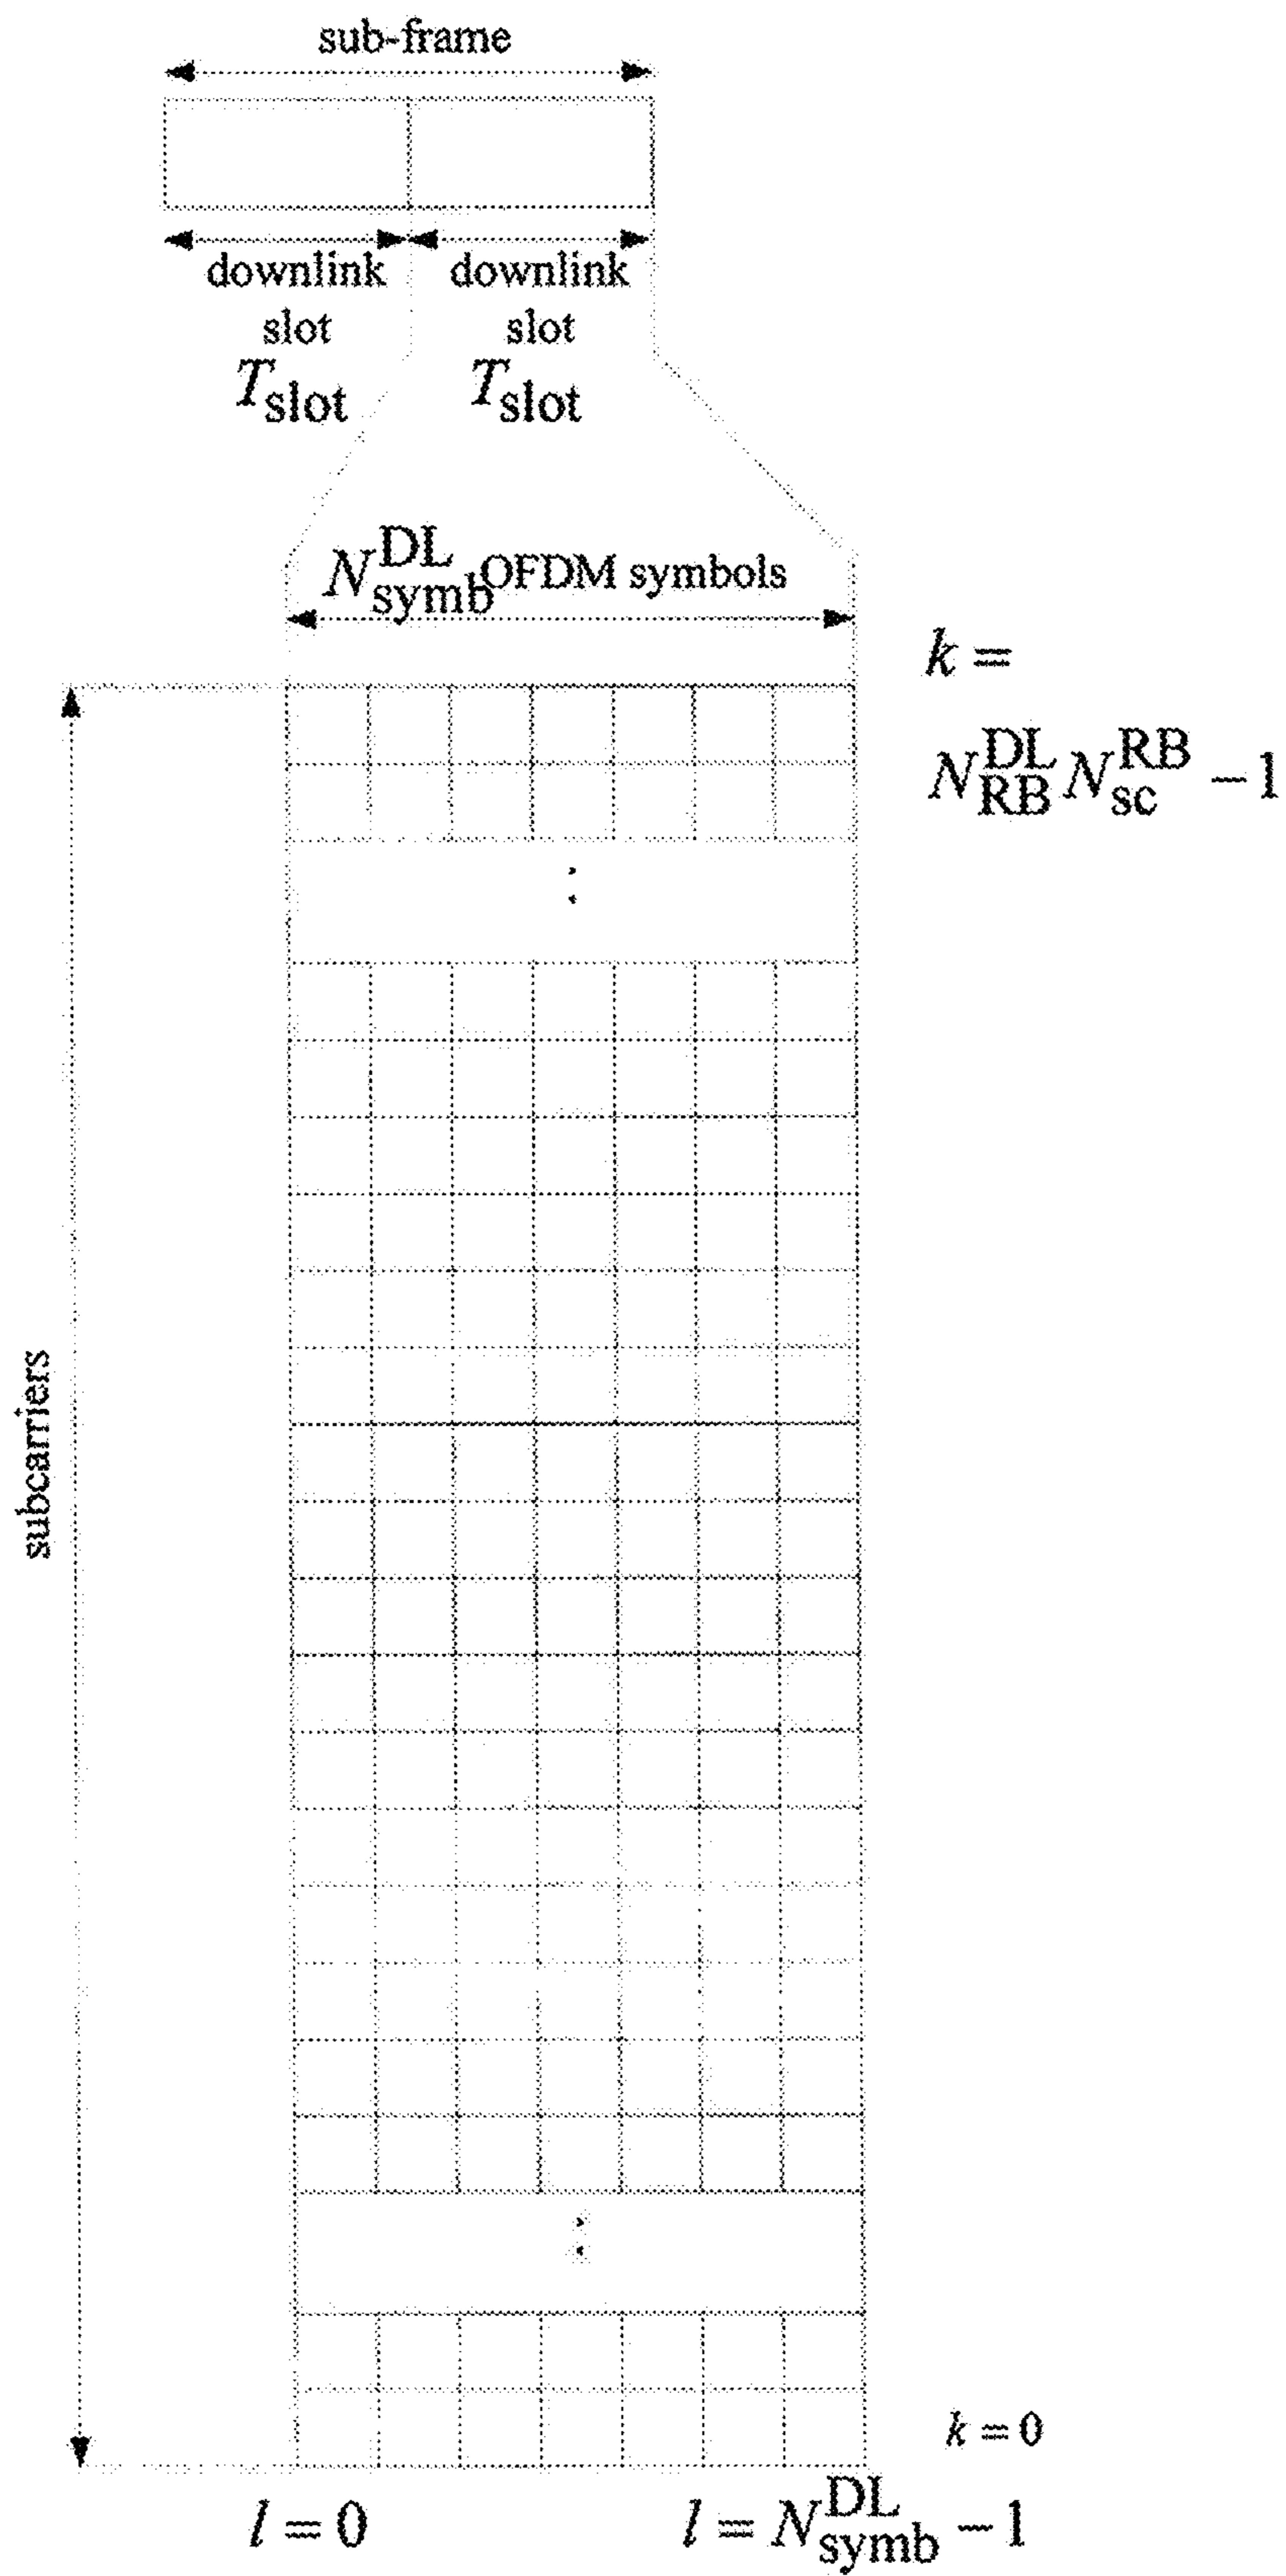 sub-frame
downlink downlink
slot slot
T_slot T_slot
N_symb^DL OFDM symbols
k =
N_RB^DL N_sc^RB − 1
subcarriers
k = 0
l = 0 l = N_symb^DL − 1